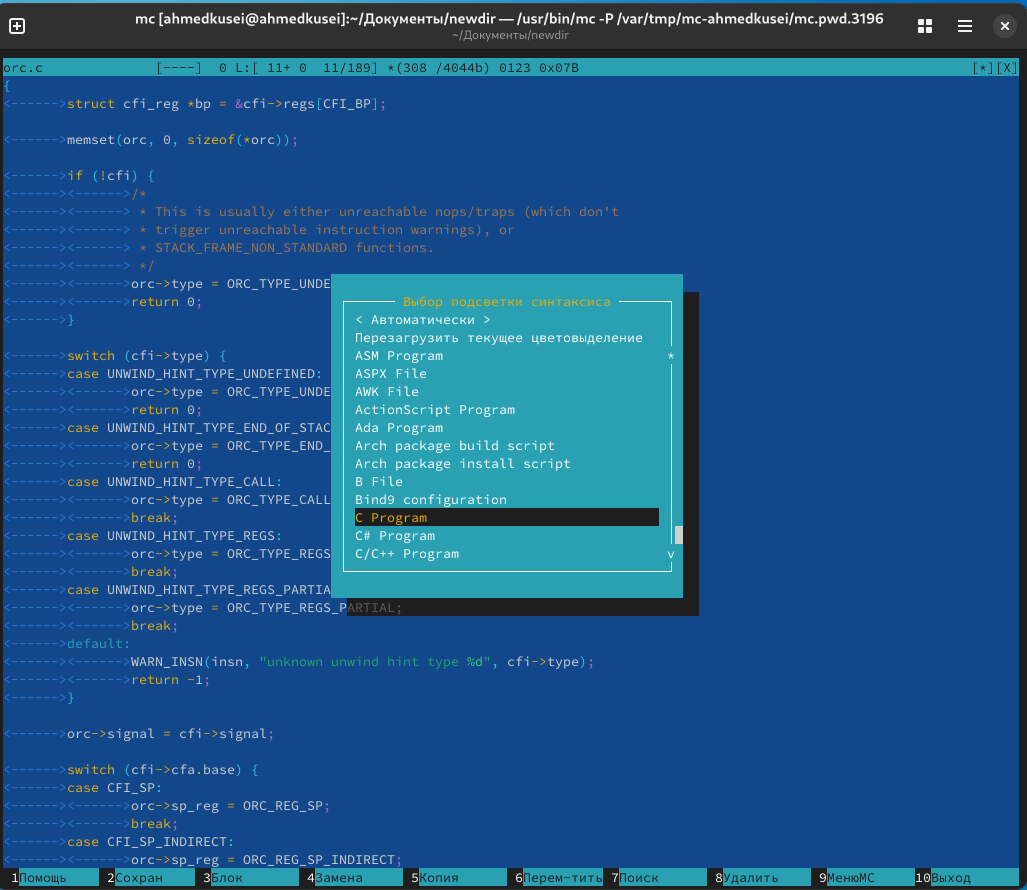 mc [ahmedkusei@ahmedkusei]:~/Документы/newdir — /usr/bin/mc -P /var/tmp/mc-ahmedkusei/mc.pwd.3196
~/Документы/newdir
orc.c [----] 0 L:[ 11+ 0 11/189] *(308 /4044b) 0123 0x07B [*][X]
{
<------>struct cfi_reg *bp = &cfi->regs[CFI_BP];
<------>memset(orc, 0, sizeof(*orc));
<------>if (!cfi) {
<------><------>/*
<------><------> * This is usually either unreachable nops/traps (which don't
<------><------> * trigger unreachable instruction warnings), or
<------><------> * STACK_FRAME_NON_STANDARD functions.
<------><------> */
<------><------>orc->type = ORC_TYPE_UNDE
<------><------>return 0;
<------>}
<------>switch (cfi->type) {
<------>case UNWIND_HINT_TYPE_UNDEFINED:
<------><------>orc->type = ORC_TYPE_UNDE
<------><------>return 0;
<------>case UNWIND_HINT_TYPE_END_OF_STAC
<------><------>orc->type = ORC_TYPE_END_
<------><------>return 0;
<------>case UNWIND_HINT_TYPE_CALL:
<------><------>orc->type = ORC_TYPE_CALL
<------><------>break;
<------>case UNWIND_HINT_TYPE_REGS:
<------><------>orc->type = ORC_TYPE_REGS
<------><------>break;
<------>case UNWIND_HINT_TYPE_REGS_PARTIA
<------><------>orc->type = ORC_TYPE_REGS_PARTIAL;
<------><------>break;
<------>default:
<------><------>WARN_INSN(insn, "unknown unwind hint type %d", cfi->type);
<------><------>return -1;
<------>}
<------>orc->signal = cfi->signal;
<------>switch (cfi->cfa.base) {
<------>case CFI_SP:
<------><------>orc->sp_reg = ORC_REG_SP;
<------><------>break;
<------>case CFI_SP_INDIRECT:
<------><------>orc->sp_reg = ORC_REG_SP_INDIRECT;
Выбор подсветки синтаксиса
< Автоматически >
Перезагрузить текущее цветовыделение
ASM Program *
ASPX File
AWK File
ActionScript Program
Ada Program
Arch package build script
Arch package install script
B File
Bind9 configuration
C Program
C# Program
C/C++ Program v
1Помощь 2Сохран 3Блок 4Замена 5Копия 6Перем~тить 7Поиск 8Удалить 9МенюMC 10Выход